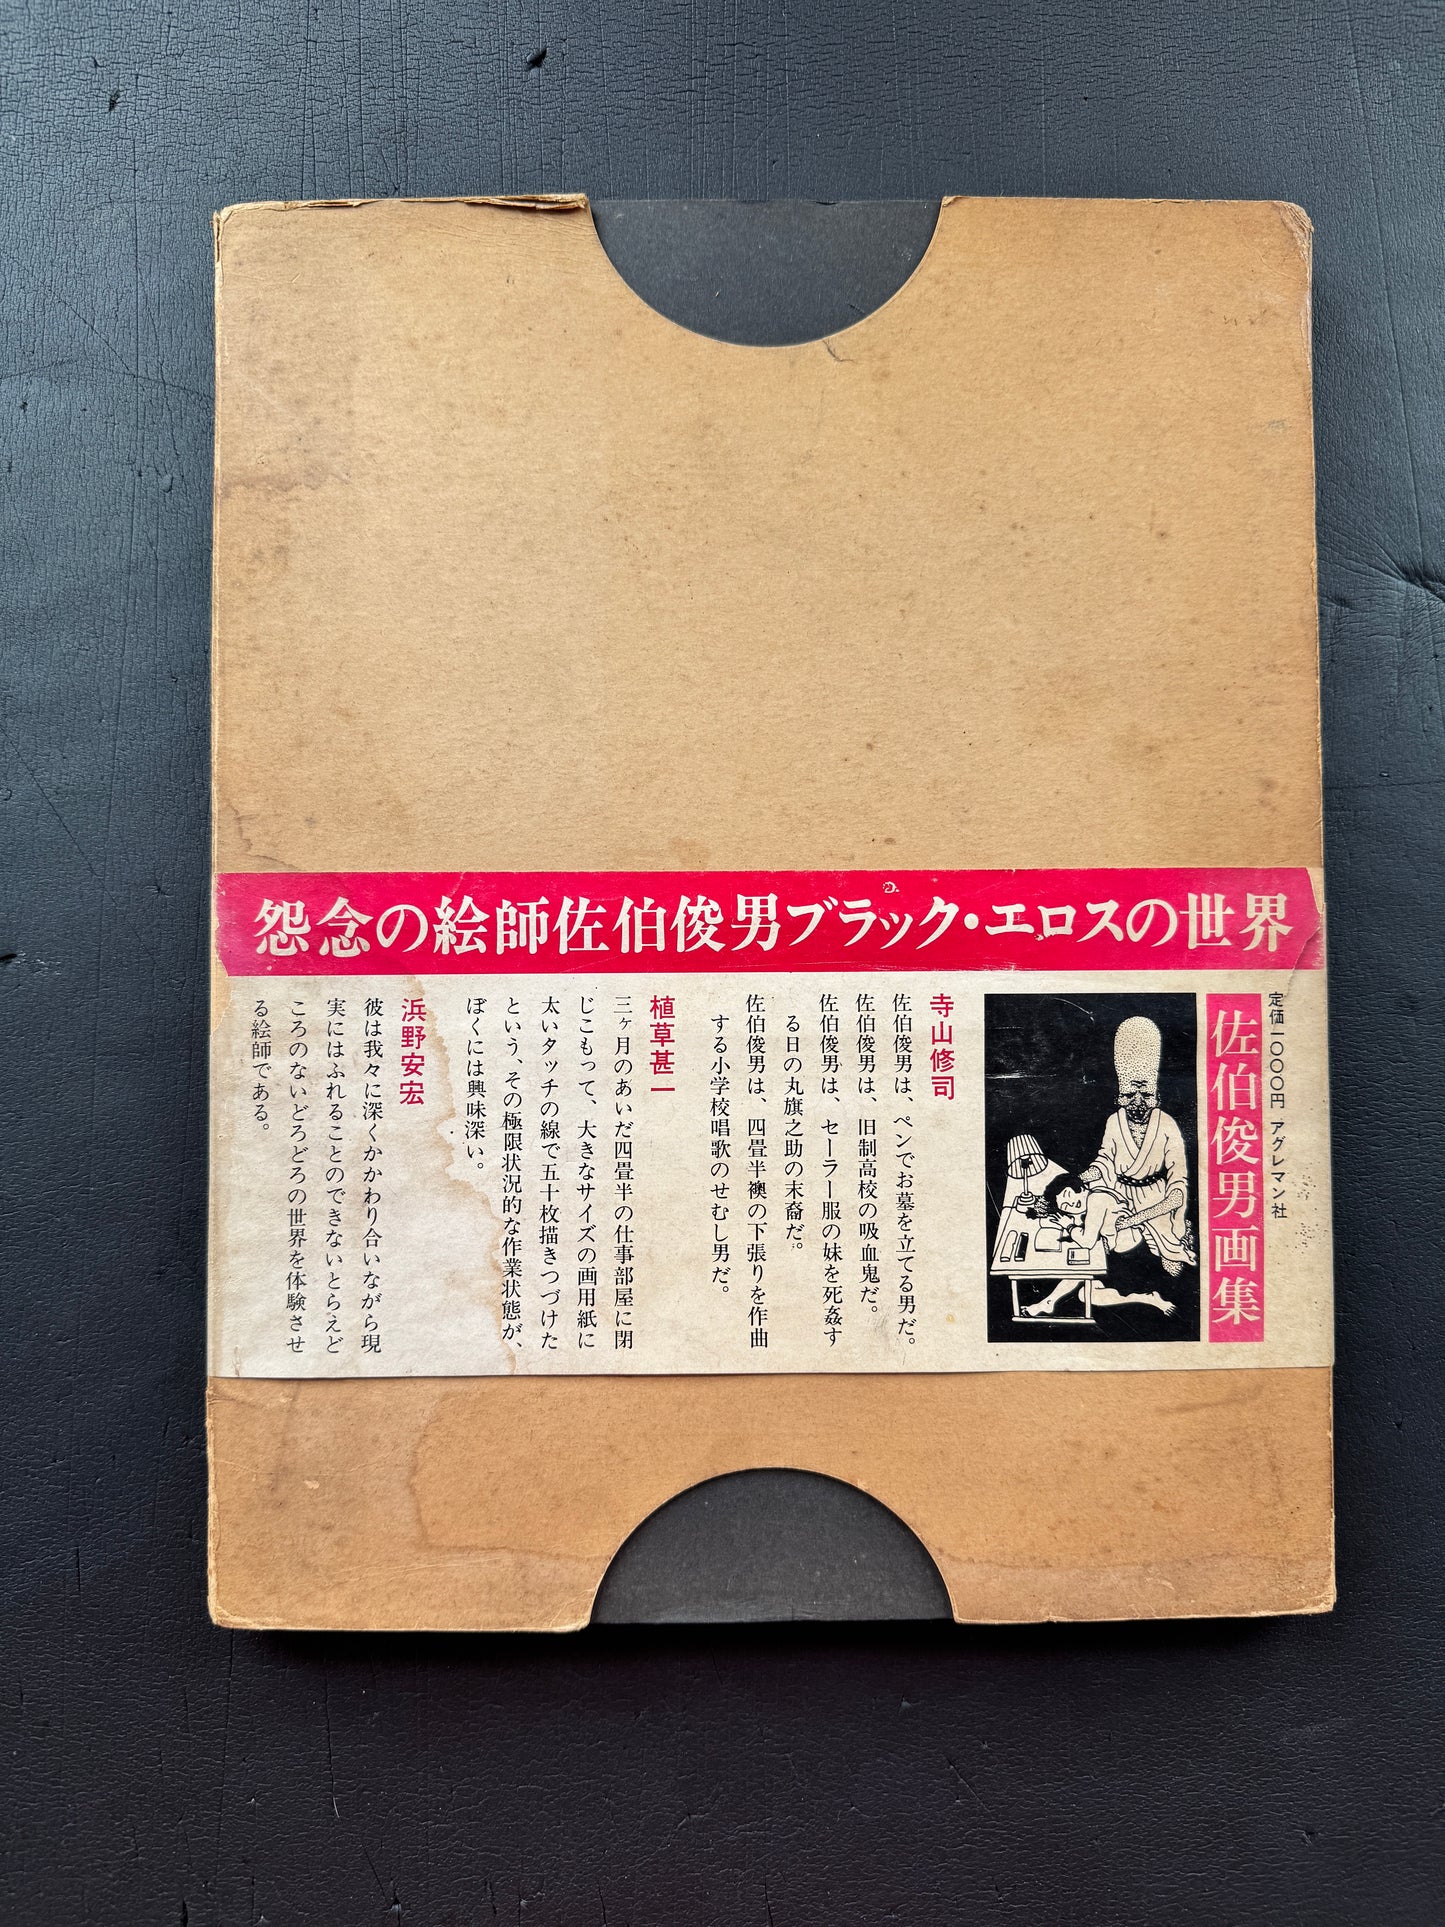 怨念の絵師佐伯俊男ブラック・エロスの世界
定価一〇〇〇円 アグレマン社
佐伯俊男画集
寺山修司
佐伯俊男は、ペンでお墓を立てる男だ。
佐伯俊男は、旧制高校の吸血鬼だ。
佐伯俊男は、セーラー服の妹を死姦す
る日の丸旗之助の末裔だ。
佐伯俊男は、四畳半襖の下張りを作曲
する小学校唱歌のせむし男だ。
植草甚一
三ヶ月のあいだ四畳半の仕事部屋に閉
じこもって、大きなサイズの画用紙に
太いタッチの線で五十枚描きつづけた
という、その極限状況的な作業状態が、
ぼくには興味深い。
浜野安宏
彼は我々に深くかかわり合いながら現
実にはふれることのできないとらえど
ころのないどろどろの世界を体験させ
る絵師である。